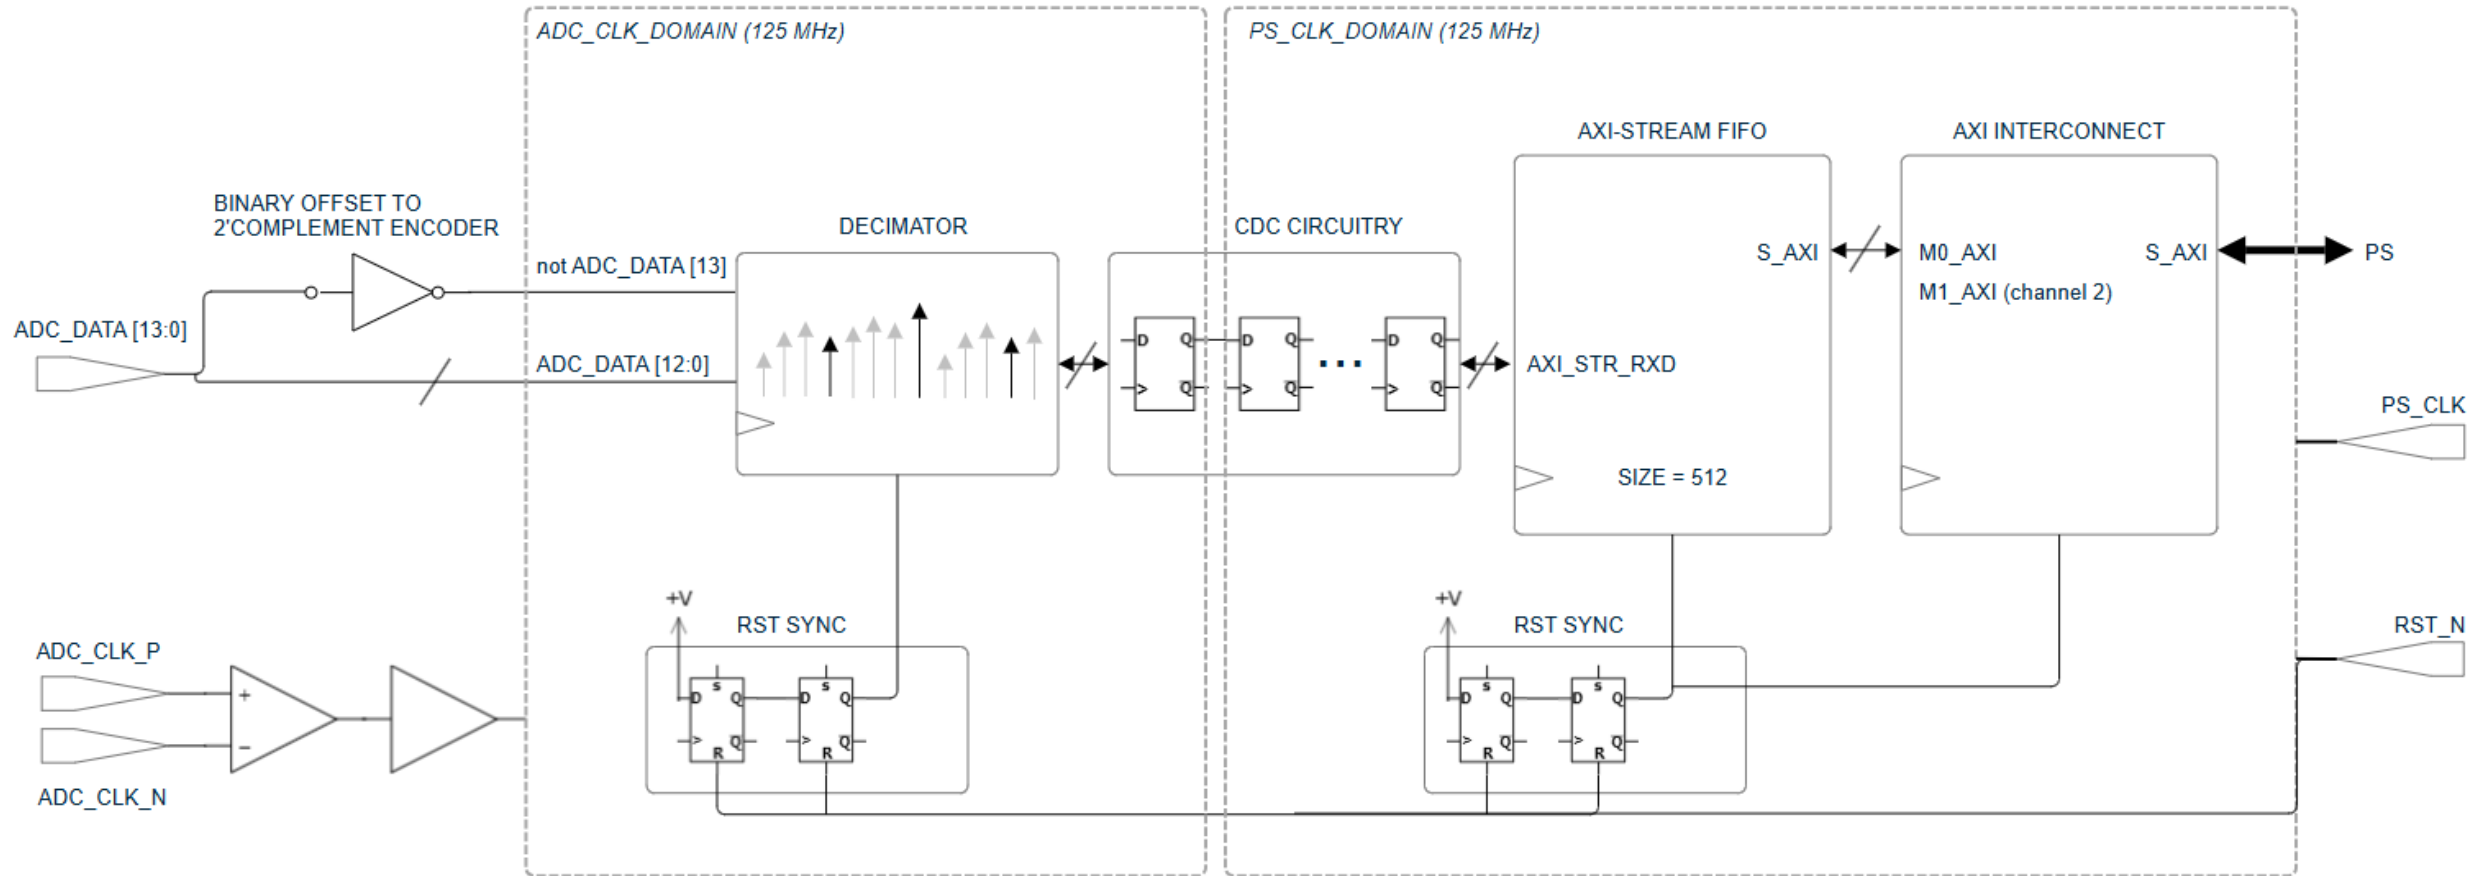 ADC_CLK_DOMAIN (125 MHz)
PS_CLK_DOMAIN (125 MHz)
BINARY OFFSET TO
2'COMPLEMENT ENCODER
not ADC_DATA [13]
ADC_DATA [13:0]
ADC_DATA [12:0]
DECIMATOR
CDC CIRCUITRY
D Q
> Q
D Q
> Q
...
D Q
> Q
AXI-STREAM FIFO
S_AXI
AXI_STR_RXD
SIZE = 512
AXI INTERCONNECT
M0_AXI
S_AXI
M1_AXI (channel 2)
PS
PS_CLK
RST_N
ADC_CLK_P
+
−
ADC_CLK_N
+V
RST SYNC
S
D Q
> Q
R
S
D Q
> Q
R
+V
RST SYNC
S
D Q
> Q
R
S
D Q
> Q
R